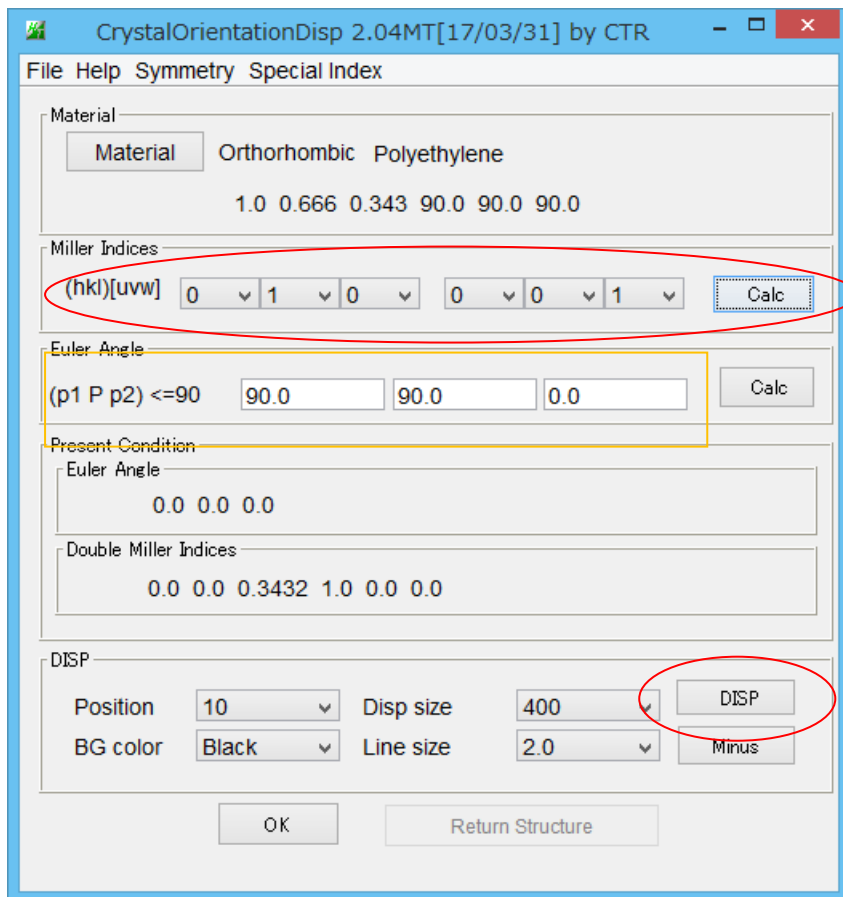 CrystalOrientationDisp 2.04MT[17/03/31] by CTR
File Help Symmetry Special Index
Material
Material Orthorhombic Polyethylene
1.0 0.666 0.343 90.0 90.0 90.0
Miller Indices
(hkl)[uvw] 0 1 0 0 0 1 Calc
Euler Angle
(p1 P p2) <=90 90.0 90.0 0.0 Calc
Present Condition
Euler Angle
0.0 0.0 0.0
Double Miller Indices
0.0 0.0 0.3432 1.0 0.0 0.0
DISP
Position 10 Disp size 400 DISP
BG color Black Line size 2.0 Minus
OK Return Structure